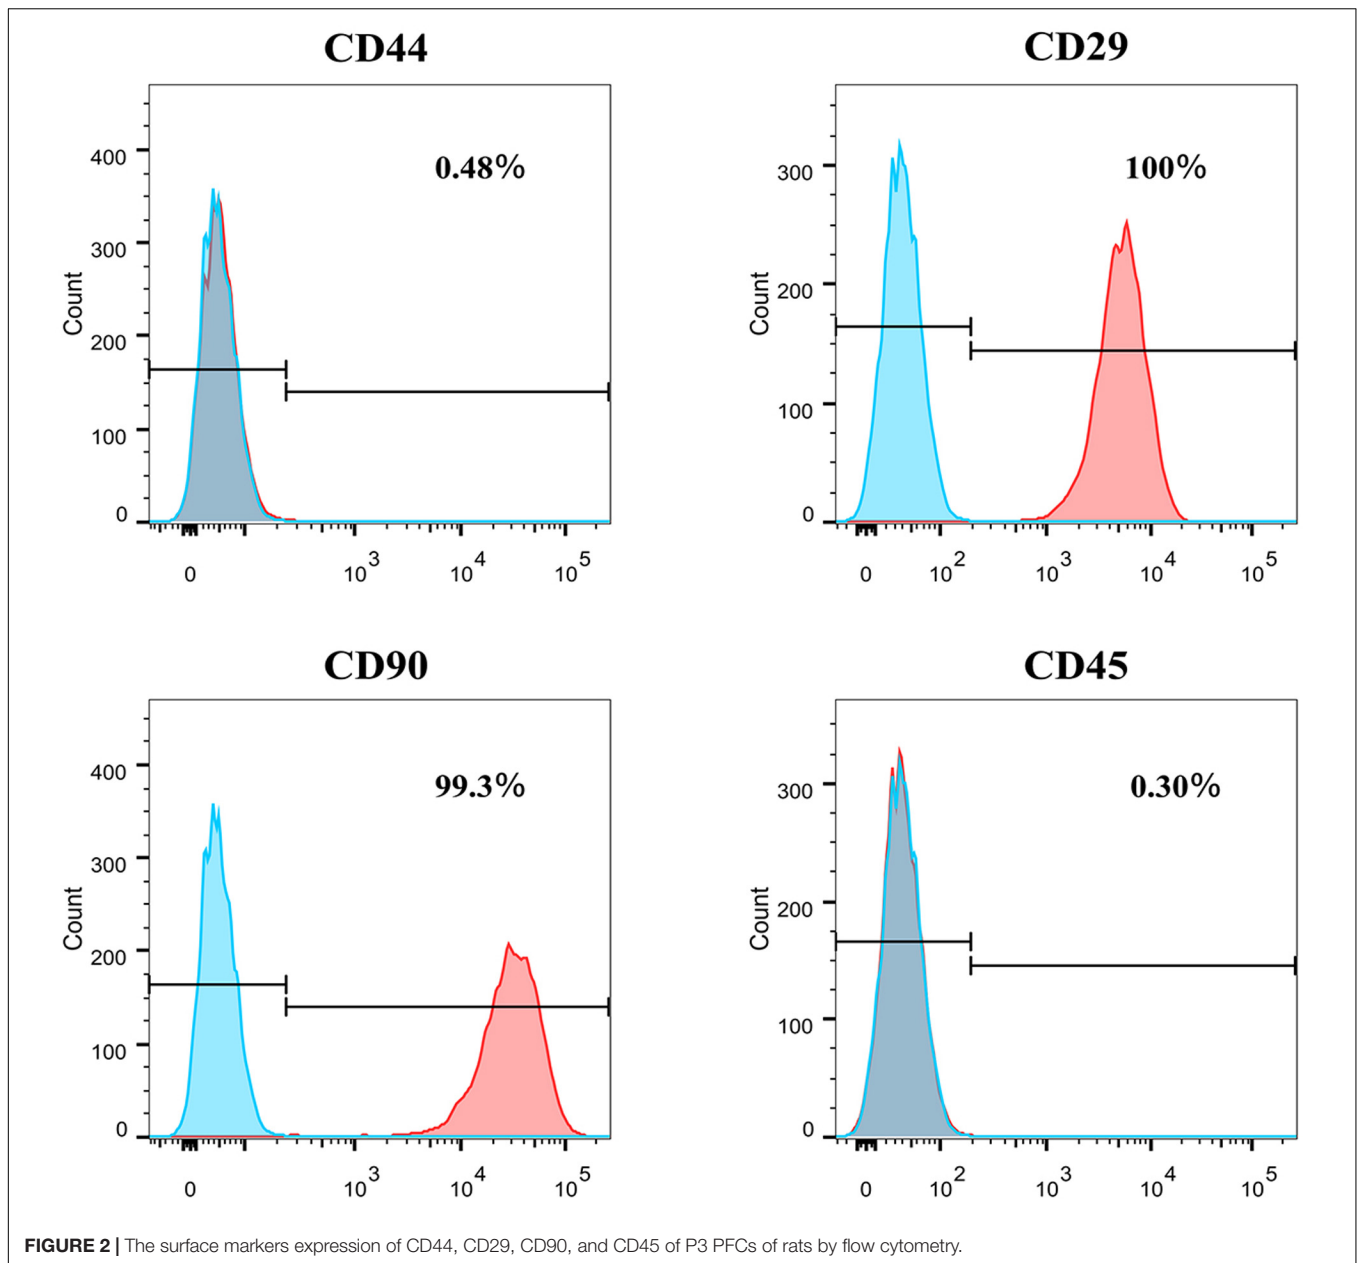 CD44
0.48%
Count
400
300
200
100
0
0 10^3 10^4 10^5
CD29
100%
Count
300
200
100
0
0 10^2 10^3 10^4 10^5
CD90
99.3%
Count
400
300
200
100
0
0 10^3 10^4 10^5
CD45
0.30%
Count
300
200
100
0
0 10^2 10^3 10^4 10^5
FIGURE 2 | The surface markers expression of CD44, CD29, CD90, and CD45 of P3 PFCs of rats by flow cytometry.